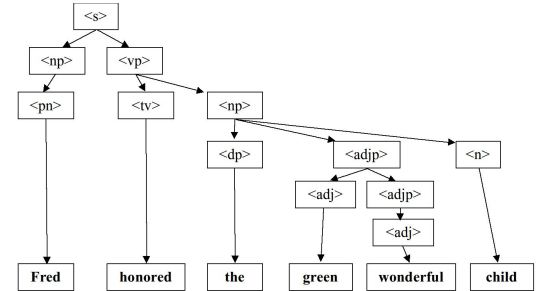 <s>
<np> <vp>
<pn> <tv> <np>
<dp> <adjp> <n>
<adj> <adjp>
<adj>
Fred honored the green wonderful child